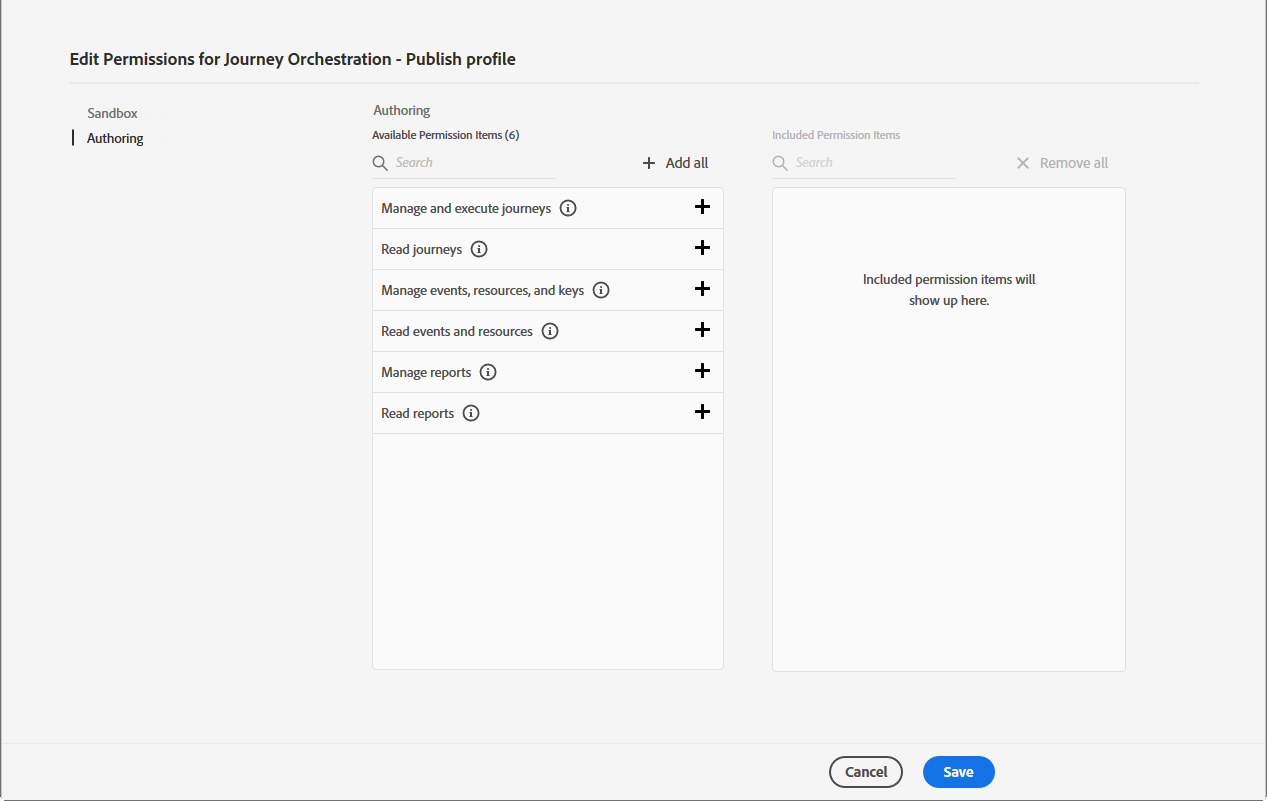 Edit Permissions for Journey Orchestration - Publish profile
Sandbox
Authoring
Authoring
Available Permission Items (6)
Search
Add all
Manage and execute journeys
Read journeys
Manage events, resources, and keys
Read events and resources
Manage reports
Read reports
Included Permission Items
Search
Remove all
Included permission items will
show up here.
Cancel
Save